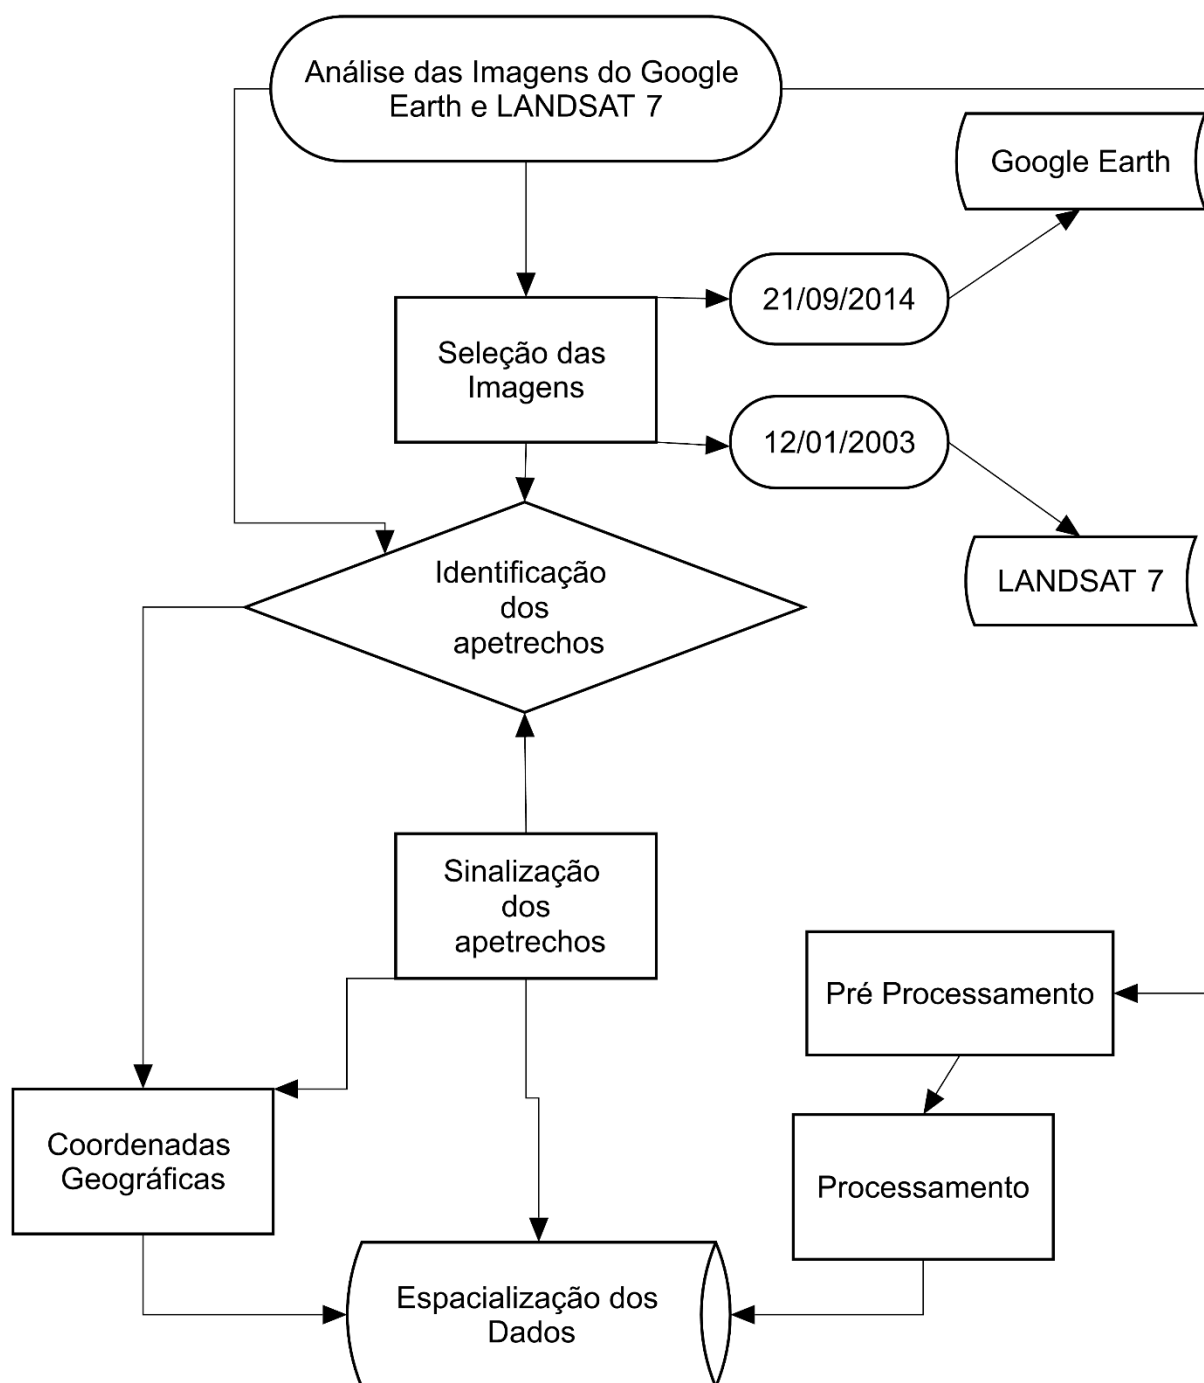 Análise das Imagens do Google
Earth e LANDSAT 7
Google Earth
21/09/2014
Seleção das
Imagens
12/01/2003
LANDSAT 7
Identificação
dos
apetrechos
Sinalização
dos
apetrechos
Pré Processamento
Coordenadas
Geográficas
Processamento
Espacialização dos
Dados